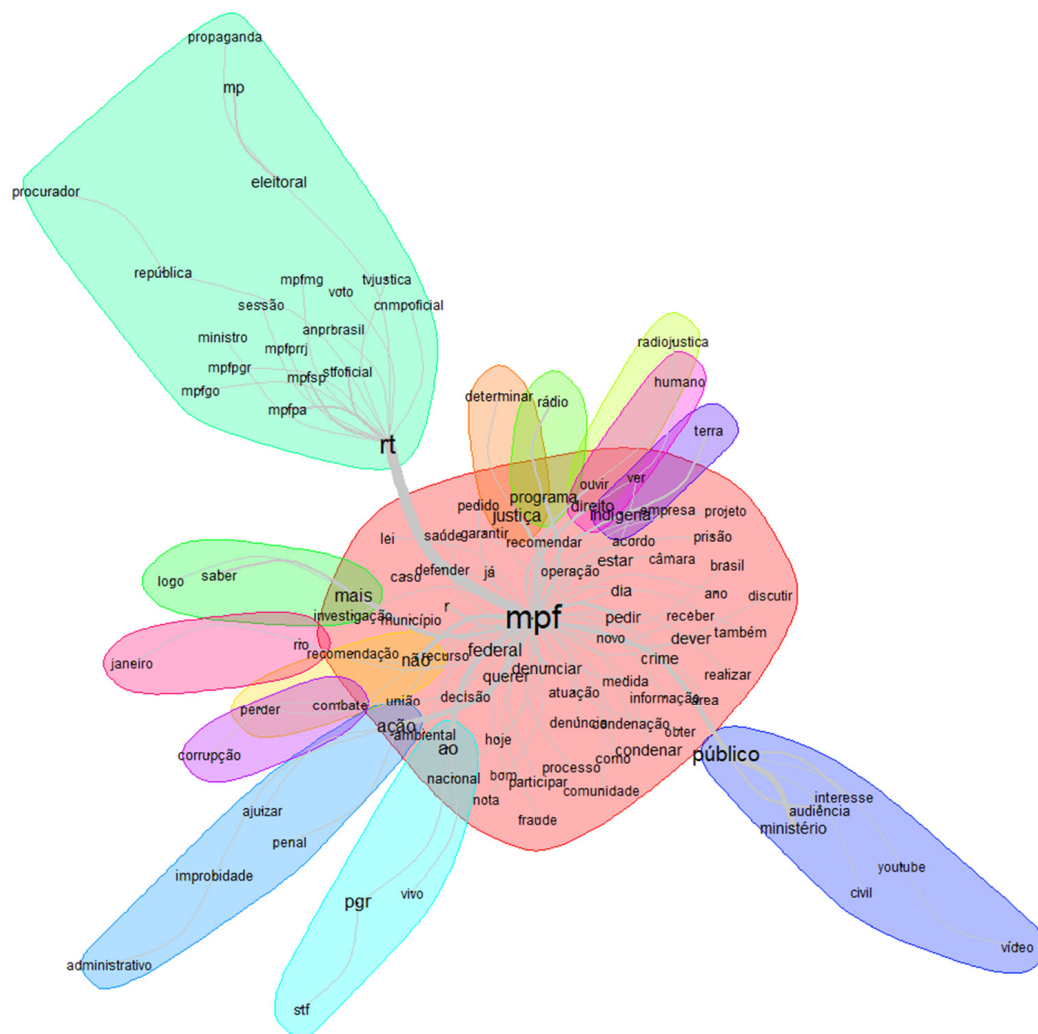 propaganda
mp
eleitoral
procurador
república
mpfmg
tvjustica
voto
sessão
cnmpoficial
anprbrasil
ministro
mpfprrj
mpfpgr
stfoficial
mpfsp
mpfgo
mpfpa
rt
radiojustica
humano
determinar
rádio
terra
ver
ouvir
programa
direito
indígena
empresa
projeto
pedido
justiça
lei
saúde
garantir
recomendar
acordo
prisão
estar
câmara
brasil
caso
defender
já
operação
logo
saber
mais
dia
ano
discutir
investigação
município
r
mpf
pedir
receber
novo
dever
também
janeiro
rio
recomendação
não
recurso
federal
querer
denunciar
crime
realizar
medida
informação
área
perder
combate
união
decisão
atuação
ação
ambiental
denúncia
condenação
obter
corrupção
ao
hoje
como
condenar
público
nacional
bom
participar
processo
comunidade
nota
fraude
interesse
audiência
ministério
ajuizar
penal
improbidade
pgr
vivo
youtube
civil
vídeo
administrativo
stf